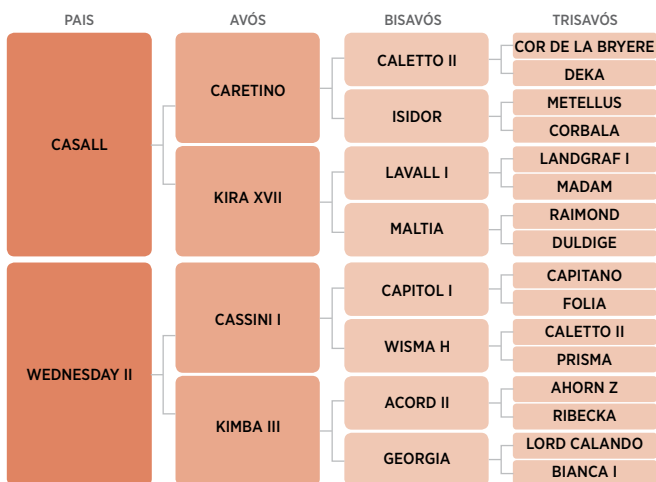 PAIS AVÓS BISAVÓS TRISAVÓS
CASALL
CARETINO
CALETTO II
COR DE LA BRYERE
DEKA
ISIDOR
METELLUS
CORBALA
KIRA XVII
LAVALL I
LANDGRAF I
MADAM
MALTIA
RAIMOND
DULDIGE
WEDNESDAY II
CASSINI I
CAPITOL I
CAPITANO
FOLIA
WISMA H
CALETTO II
PRISMA
KIMBA III
ACORD II
AHORN Z
RIBECKA
GEORGIA
LORD CALANDO
BIANCA I